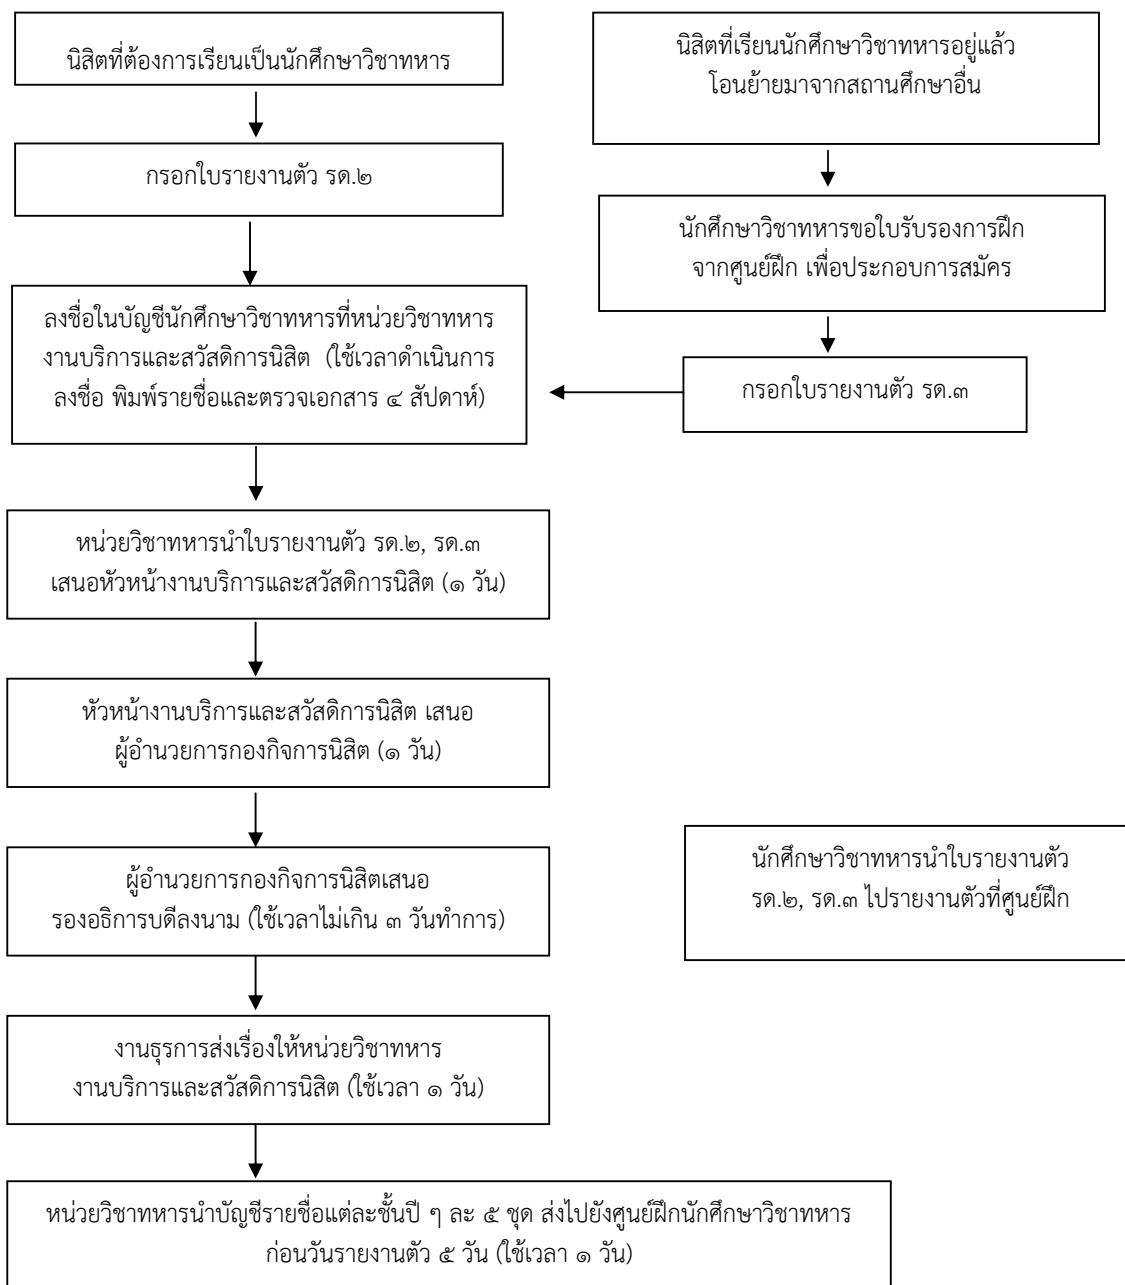 นิสิตที่ต้องการเรียนเป็นนักศึกษาวิชาทหาร
นิสิตที่เรียนนักศึกษาวิชาทหารอยู่แล้ว
โอนย้ายมาจากสถานศึกษาอื่น
กรอกใบรายงานตัว รด.๒
นักศึกษาวิชาทหารขอใบรับรองการฝึก
จากศูนย์ฝึก เพื่อประกอบการสมัคร
ลงชื่อในบัญชีนักศึกษาวิชาทหารที่หน่วยวิชาทหาร
งานบริการและสวัสดิการนิสิต (ใช้เวลาดำเนินการ
ลงชื่อ พิมพ์รายชื่อและตรวจเอกสาร ๔ สัปดาห์)
กรอกใบรายงานตัว รด.๓
หน่วยวิชาทหารนำใบรายงานตัว รด.๒, รด.๓
เสนอหัวหน้างานบริการและสวัสดิการนิสิต (๑ วัน)
หัวหน้างานบริการและสวัสดิการนิสิต เสนอ
ผู้อำนวยการกองกิจการนิสิต (๑ วัน)
ผู้อำนวยการกองกิจการนิสิตเสนอ
รองอธิการบดีลงนาม (ใช้เวลาไม่เกิน ๓ วันทำการ)
นักศึกษาวิชาทหารนำใบรายงานตัว
รด.๒, รด.๓ ไปรายงานตัวที่ศูนย์ฝึก
งานธุรการส่งเรื่องให้หน่วยวิชาทหาร
งานบริการและสวัสดิการนิสิต (ใช้เวลา ๑ วัน)
หน่วยวิชาทหารนำบัญชีรายชื่อแต่ละชั้นปี ๆ ละ ๕ ชุด ส่งไปยังศูนย์ฝึกนักศึกษาวิชาทหาร
ก่อนวันรายงานตัว ๕ วัน (ใช้เวลา ๑ วัน)